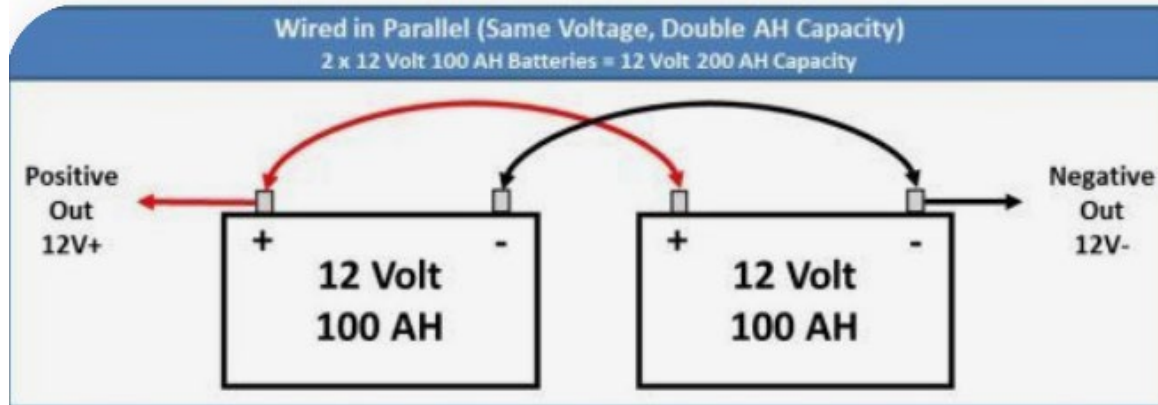 Wired in Parallel (Same Voltage, Double AH Capacity)
2 x 12 Volt 100 AH Batteries = 12 Volt 200 AH Capacity
Positive
Out
12V+
Negative
Out
12V-
+ -
12 Volt
100 AH
+ -
12 Volt
100 AH